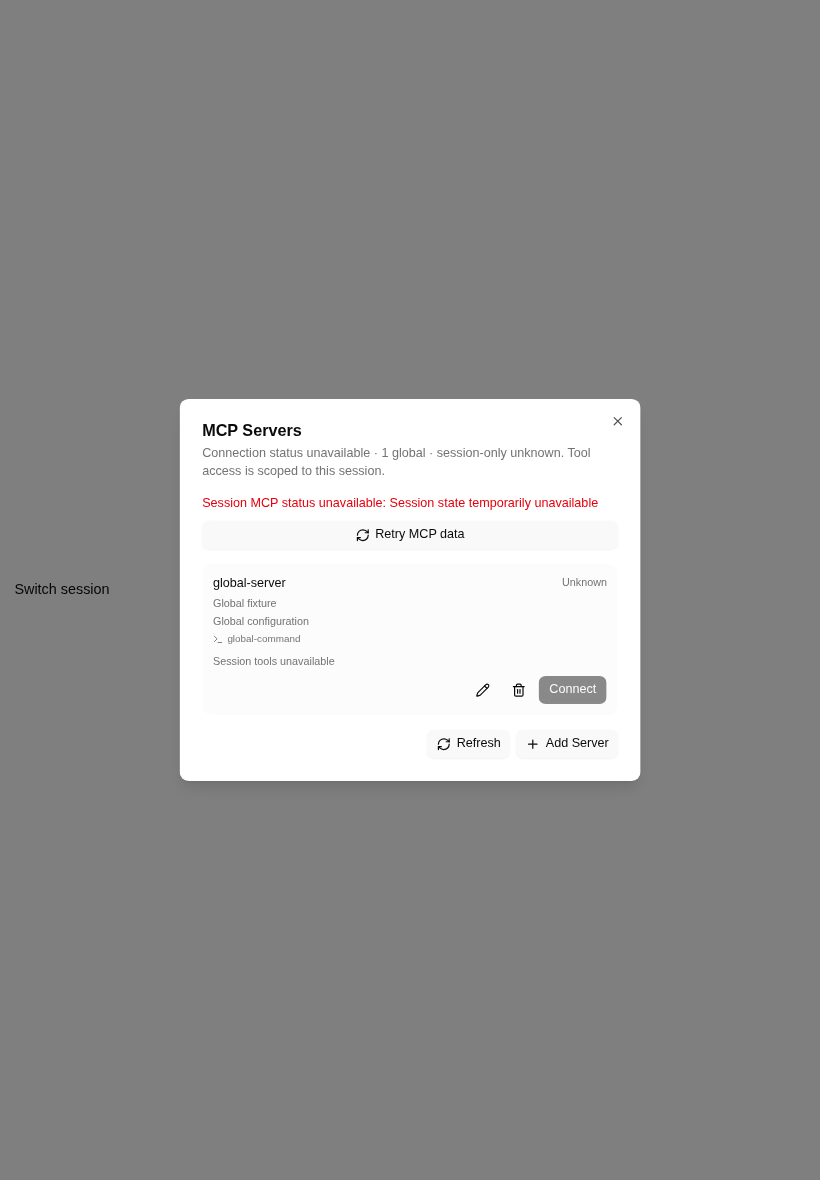 MCP Servers
Connection status unavailable · 1 global · session-only unknown. Tool
access is scoped to this session.
Session MCP status unavailable: Session state temporarily unavailable
Retry MCP data
Switch session
global-server
Unknown
Global fixture
Global configuration
global-command
Session tools unavailable
Connect
Refresh
Add Server